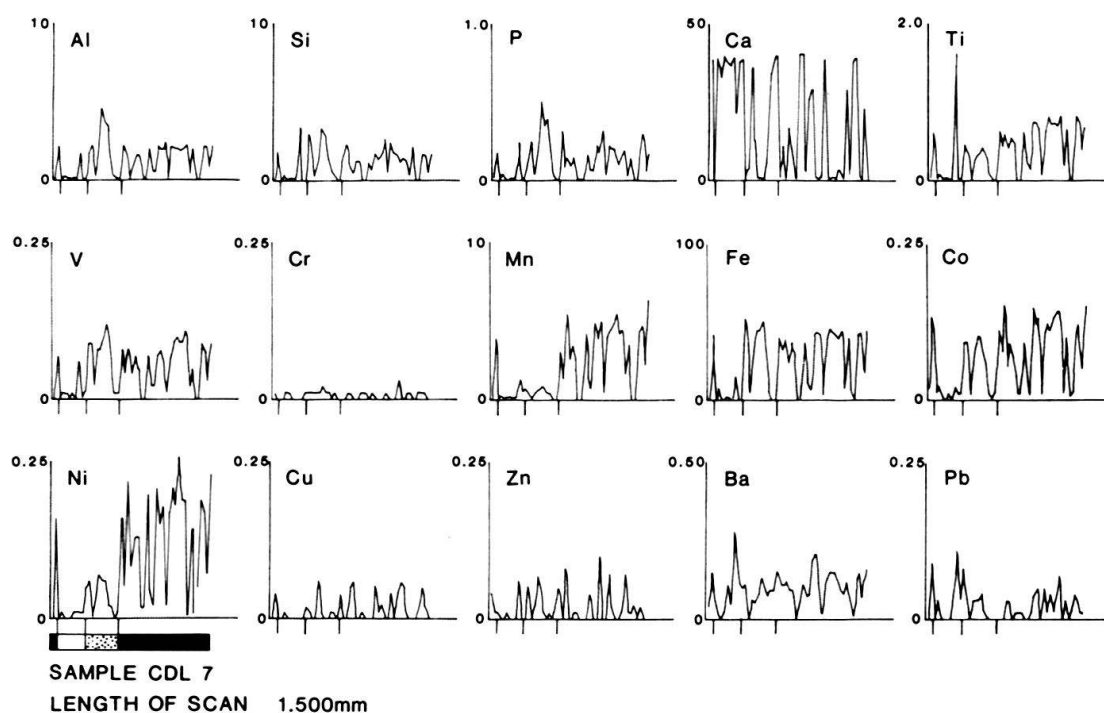 10 Al 0
10 Si 0
1.0 P 0
50 Ca 0
2.0 Ti 0
0.25 V 0
0.25 Cr 0
10 Mn 0
100 Fe 0
0.25 Co 0
0.25 Ni 0
0.25 Cu 0
0.25 Zn 0
0.50 Ba 0
0.25 Pb 0
SAMPLE CDL 7
LENGTH OF SCAN 1.500mm